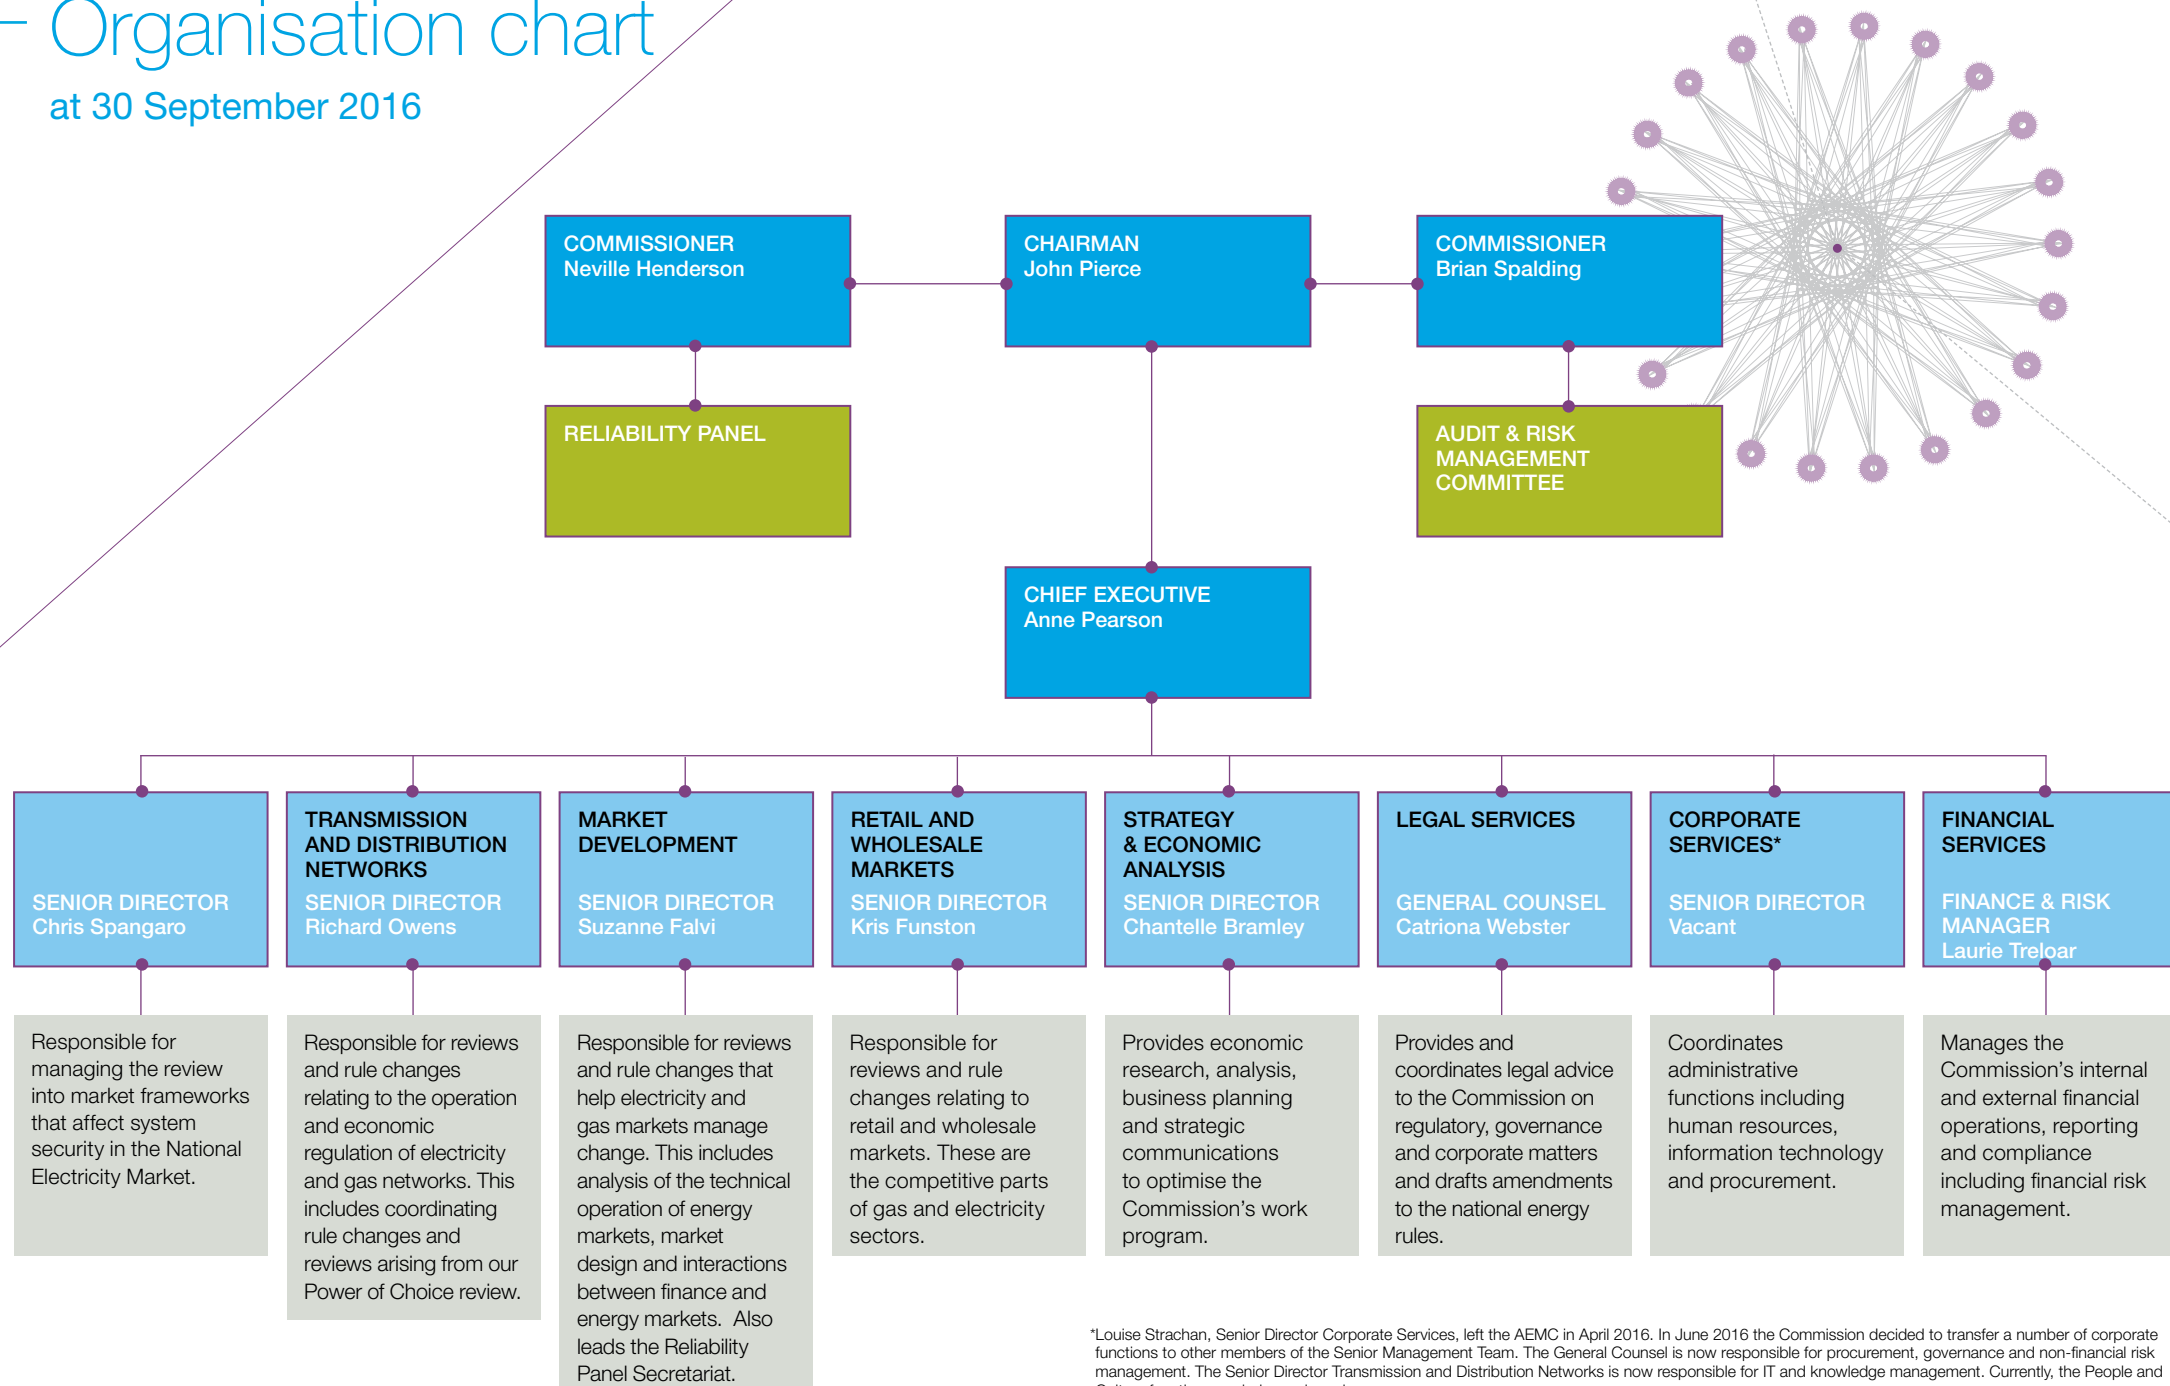 Organisation chart
at 30 September 2016
COMMISSIONER
Neville Henderson
CHAIRMAN
John Pierce
COMMISSIONER
Brian Spalding
RELIABILITY PANEL
AUDIT & RISK
MANAGEMENT
COMMITTEE
CHIEF EXECUTIVE
Anne Pearson
SENIOR DIRECTOR
Chris Spangaro
TRANSMISSION
AND DISTRIBUTION
NETWORKS
SENIOR DIRECTOR
Richard Owens
MARKET
DEVELOPMENT
SENIOR DIRECTOR
Suzanne Falvi
RETAIL AND
WHOLESALE
MARKETS
SENIOR DIRECTOR
Kris Funston
STRATEGY
& ECONOMIC
ANALYSIS
SENIOR DIRECTOR
Chantelle Bramley
LEGAL SERVICES
GENERAL COUNSEL
Catriona Webster
CORPORATE
SERVICES*
SENIOR DIRECTOR
Vacant
FINANCIAL
SERVICES
FINANCE & RISK
MANAGER
Laurie Treloar
Responsible for
managing the review
into market frameworks
that affect system
security in the National
Electricity Market.
Responsible for reviews
and rule changes
relating to the operation
and economic
regulation of electricity
and gas networks. This
includes coordinating
rule changes and
reviews arising from our
Power of Choice review.
Responsible for reviews
and rule changes that
help electricity and
gas markets manage
change. This includes
analysis of the technical
operation of energy
markets, market
design and interactions
between finance and
energy markets.  Also
leads the Reliability
Panel Secretariat.
Responsible for
reviews and rule
changes relating to
retail and wholesale
markets. These are
the competitive parts
of gas and electricity
sectors.
Provides economic
research, analysis,
business planning
and strategic
communications
to optimise the
Commission's work
program.
Provides and
coordinates legal advice
to the Commission on
regulatory, governance
and corporate matters
and drafts amendments
to the national energy
rules.
Coordinates
administrative
functions including
human resources,
information technology
and procurement.
Manages the
Commission's internal
and external financial
operations, reporting
and compliance
including financial risk
management.
*Louise Strachan, Senior Director Corporate Services, left the AEMC in April 2016. In June 2016 the Commission decided to transfer a number of corporate
functions to other members of the Senior Management Team. The General Counsel is now responsible for procurement, governance and non-financial risk
management. The Senior Director Transmission and Distribution Networks is now responsible for IT and knowledge management. Currently, the People and